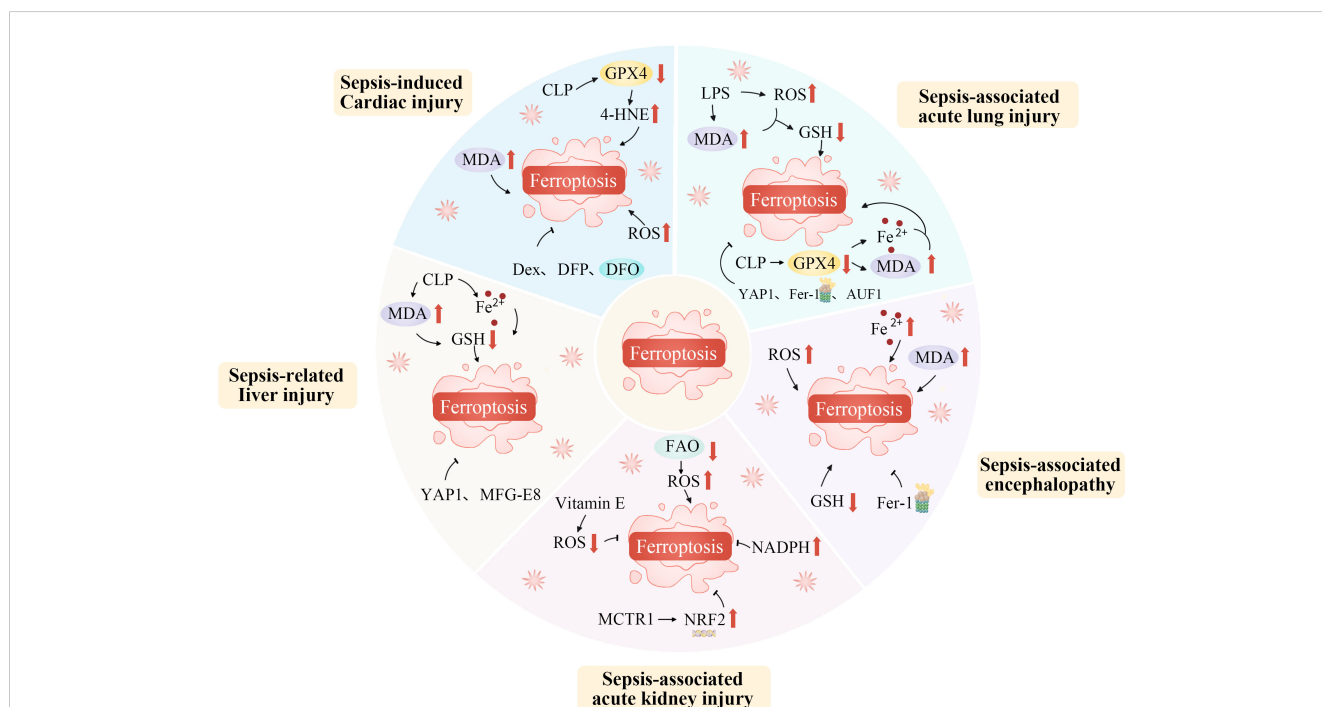 Sepsis-induced
Cardiac injury
CLP
GPX4
4-HNE
MDA
Ferroptosis
ROS
Dex、DFP、DFO
Sepsis-associated
acute lung injury
LPS
ROS
MDA
GSH
Ferroptosis
Fe2+
CLP
GPX4
MDA
YAP1、Fer-1、AUF1
Sepsis-related
Iiver injury
CLP
MDA
Fe2+
GSH
Ferroptosis
YAP1、MFG-E8
Ferroptosis
Sepsis-associated
encephalopathy
Fe2+
ROS
MDA
Ferroptosis
GSH
Fer-1
FAO
ROS
Vitamin E
ROS
Ferroptosis
NADPH
MCTR1
NRF2
Sepsis-associated
acute kidney injury